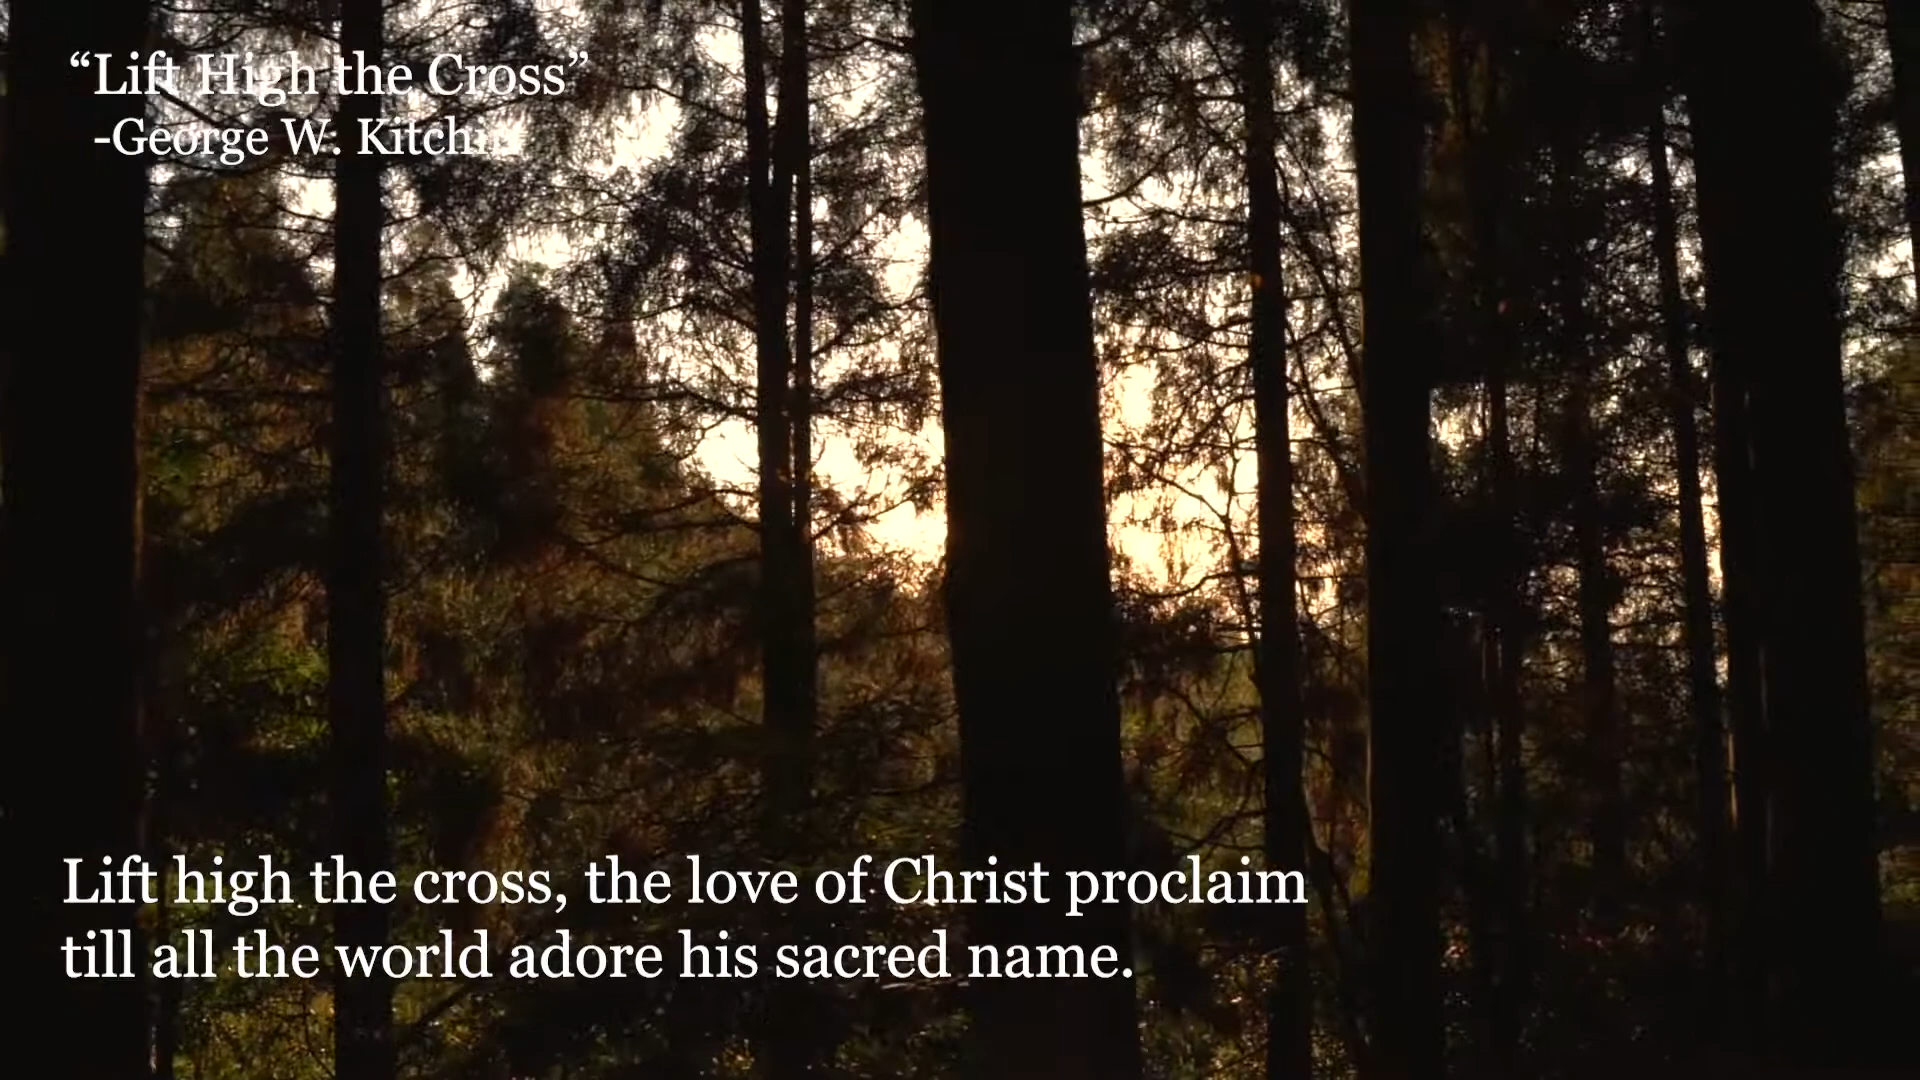 “Lift High the Cross”
-George W. Kitchin
Lift high the cross, the love of Christ proclaim
till all the world adore his sacred name.